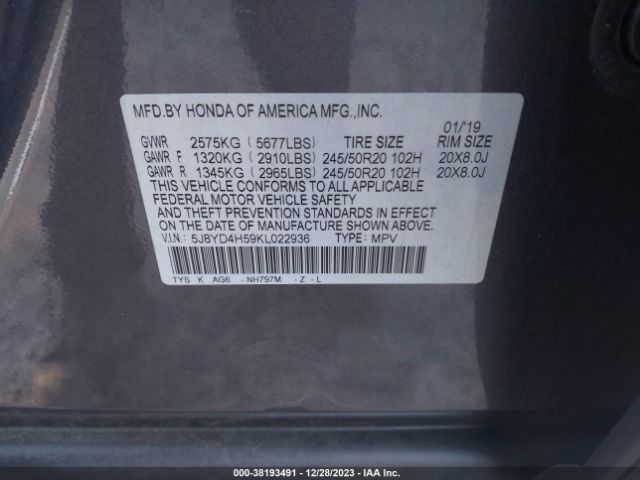 MFD.BY HONDA OF AMERICA MFG.,INC.
01/'19
GVWR 2575KG ( 5677LBS) TIRE SIZE RIM SIZE
GAWR F 1320KG ( 2910LBS) 245/50R20 102H 20X8.0J
GAWR R 1345KG ( 2965LBS) 245/50R20 102H 20X8.0J
THIS VEHICLE CONFORMS TO ALL APPLICABLE
FEDERAL MOTOR VEHICLE SAFETY
AND THEFT PREVENTION STANDARDS IN EFFECT
ON THE DATE OF MANUFACTURE SHOWN ABOVE.
V.I.N.: 5J8YD4H59KL022936 TYPE: MPV
TYS K AG6 -NH797M -Z-L
© - 38193491 - 12/28/2023 - IAA Inc.